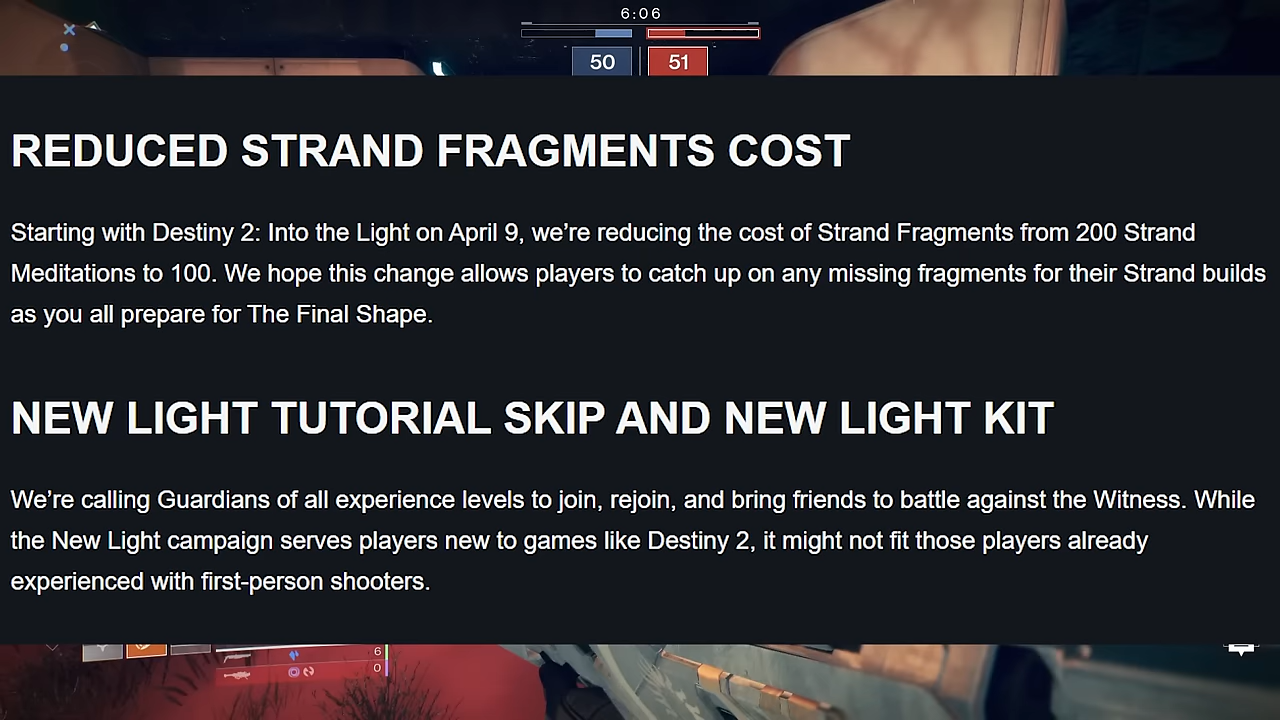 6:06
50 51
REDUCED STRAND FRAGMENTS COST
Starting with Destiny 2: Into the Light on April 9, we’re reducing the cost of Strand Fragments from 200 Strand
Meditations to 100. We hope this change allows players to catch up on any missing fragments for their Strand builds
as you all prepare for The Final Shape.
NEW LIGHT TUTORIAL SKIP AND NEW LIGHT KIT
We’re calling Guardians of all experience levels to join, rejoin, and bring friends to battle against the Witness. While
the New Light campaign serves players new to games like Destiny 2, it might not fit those players already
experienced with first-person shooters.
6
0